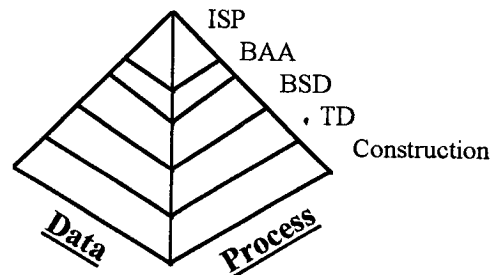 ISP
BAA
BSD
TD
Construction
Data
Process